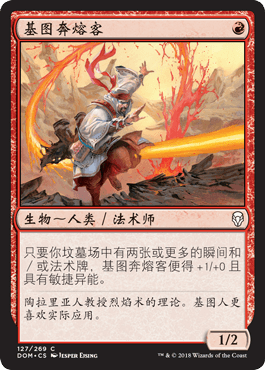 基图奔熔客
生物～人类／法术师
只要你坟墓场中有两张或更多的瞬间和
／或法术牌，基图奔熔客便得 +1/+0 且
具有敏捷异能。
陶拉里亚人教授烈焰术的理论。基图人更
喜欢实际应用。
1/2
127/269 C
DOM • CS JESPER EJSING
™ & © 2018 Wizards of the Coast